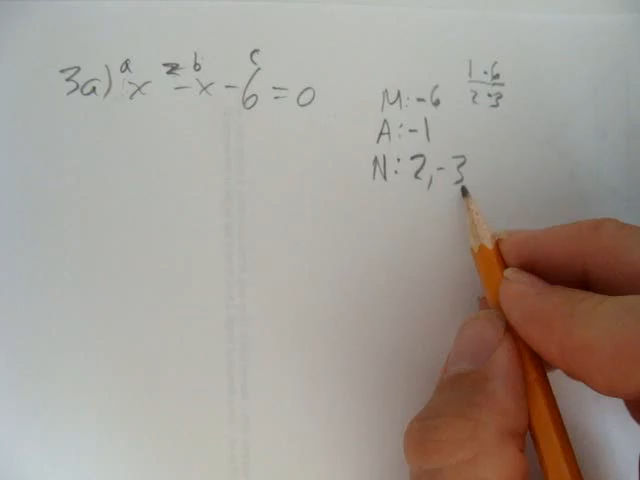 3a) x² - x - 6 = 0
a b c
1·6
2·3
M: -6
A: -1
N: 2, -3